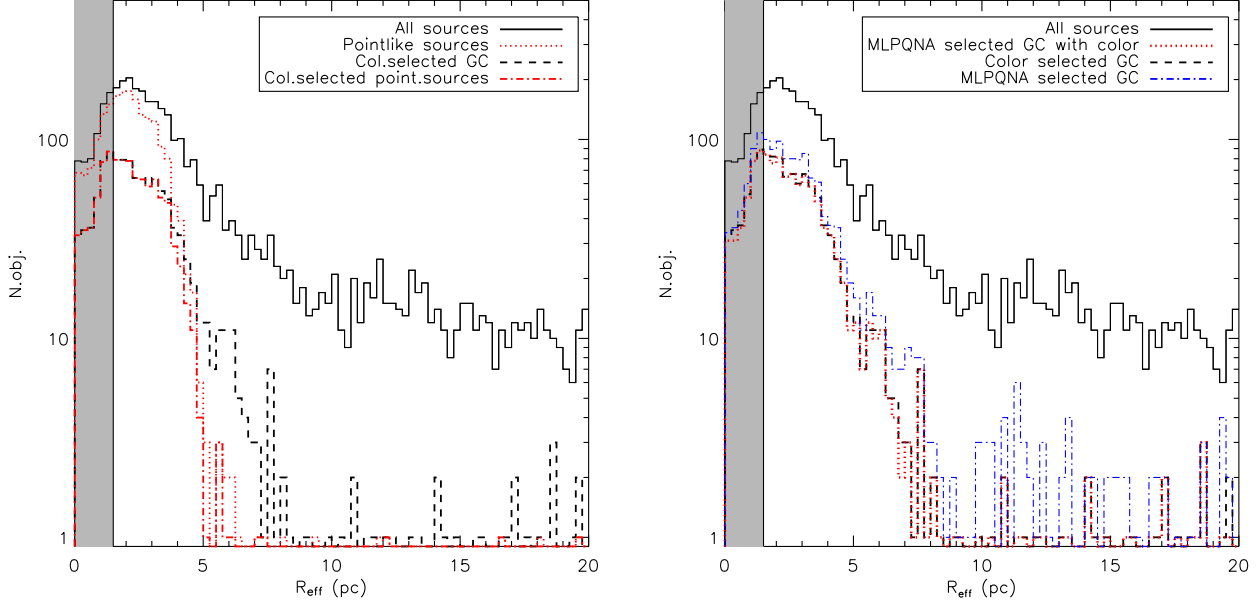 All sources
Pointlike sources
Col.selected GC
Col.selected point.sources
100
10
1
N.obj.
0 5 10 15 20
R_eff (pc)
All sources
MLPQNA selected GC with color
Color selected GC
MLPQNA selected GC
100
10
1
N.obj.
0 5 10 15 20
R_eff (pc)